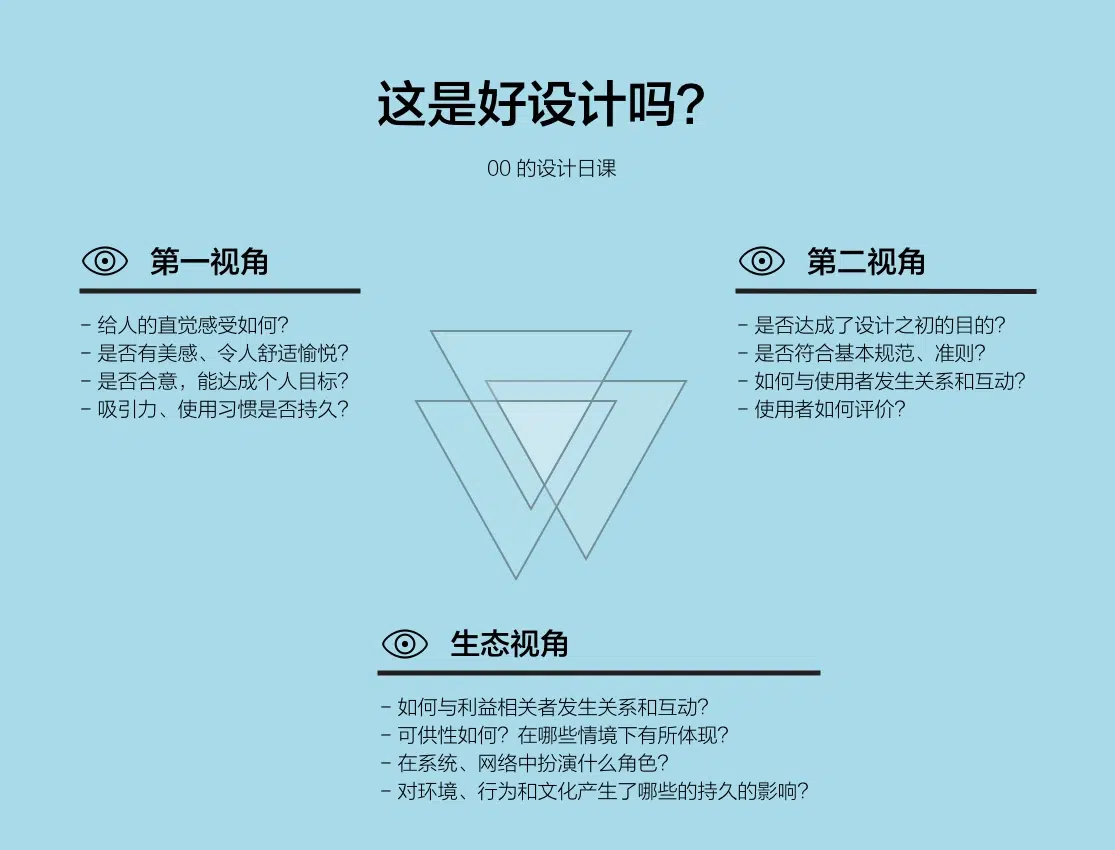 这是好设计吗?
00 的设计日课
第一视角
- 给人的直觉感受如何?
- 是否有美感、令人舒适愉悦?
- 是否合意，能达成个人目标?
- 吸引力、使用习惯是否持久?
第二视角
- 是否达成了设计之初的目的?
- 是否符合基本规范、准则?
- 如何与使用者发生关系和互动?
- 使用者如何评价?
生态视角
- 如何与利益相关者发生关系和互动?
- 可供性如何? 在哪些情境下有所体现?
- 在系统、网络中扮演什么角色?
- 对环境、行为和文化产生了哪些的持久的影响?